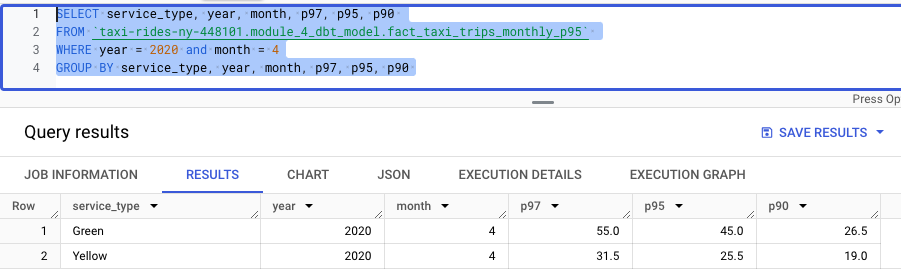 1 SELECT service_type, year, month, p97, p95, p90
2 FROM `taxi-rides-ny-448101.module_4_dbt_model.fact_taxi_trips_monthly_p95`
3 WHERE year = 2020 and month = 4
4 GROUP BY service_type, year, month, p97, p95, p90
Press Op
Query results SAVE RESULTS
JOB INFORMATION RESULTS CHART JSON EXECUTION DETAILS EXECUTION GRAPH
Row service_type year month p97 p95 p90
1 Green 2020 4 55.0 45.0 26.5
2 Yellow 2020 4 31.5 25.5 19.0